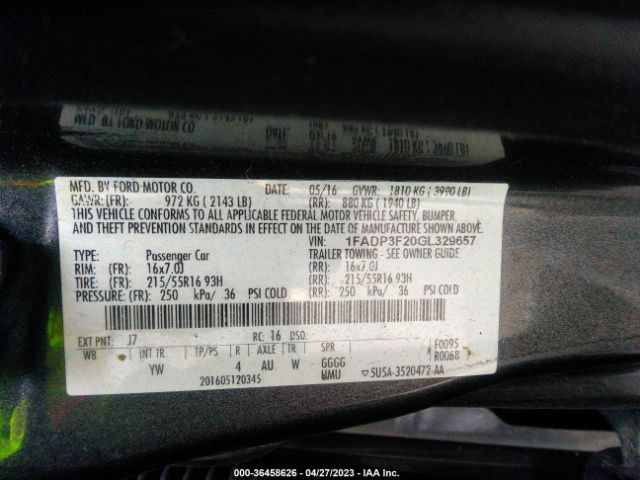 MFD. BY FORD MOTOR CO. DATE: 05/16 GVWR: 1810 KG ( 3990 LB)
GAWR: (FR): 972 KG ( 2143 LB) (RR): 880 KG ( 1940 LB)
THIS VEHICLE CONFORMS TO ALL APPLICABLE FEDERAL MOTOR VEHICLE SAFETY, BUMPER,
AND THEFT PREVENTION STANDARDS IN EFFECT ON THE DATE OF MANUFACTURE SHOWN ABOVE.
VIN: 1FADP3F20GL329657
TYPE: Passenger Car TRAILER TOWING - SEE OWNER GUIDE
RIM: (FR): 16x7.0J (RR): 16x7.0J
TIRE: (FR): 215/55R16 93H (RR): 215/55R16 93H
PRESSURE: (FR): 250 kPa/ 36 PSI COLD (RR): 250 kPa/ 36 PSI COLD
EXT PNT: J7 RC: 16 DSO: F0095
WB INT TR TP/PS R AXLE TR SPR R0068
YW 4 AU W GGGG
UMU 5U5A-3520472-AA
201605120345
000-36458626 - 04/27/2023 - IAA Inc.